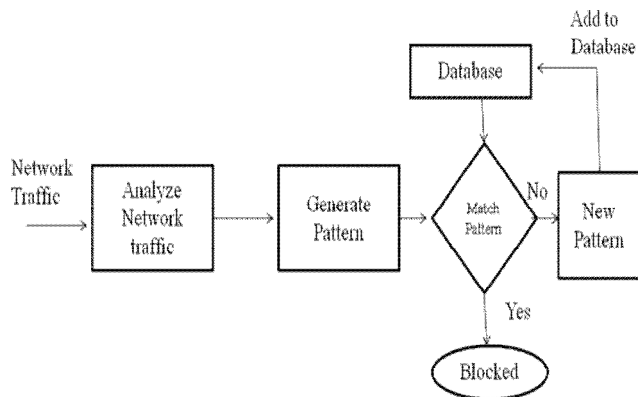 Add to
Database
Database
Network
Traffic
Analyze
Network
traffic
Generate
Pattern
Match
Pattern
No
New
Pattern
Yes
Blocked